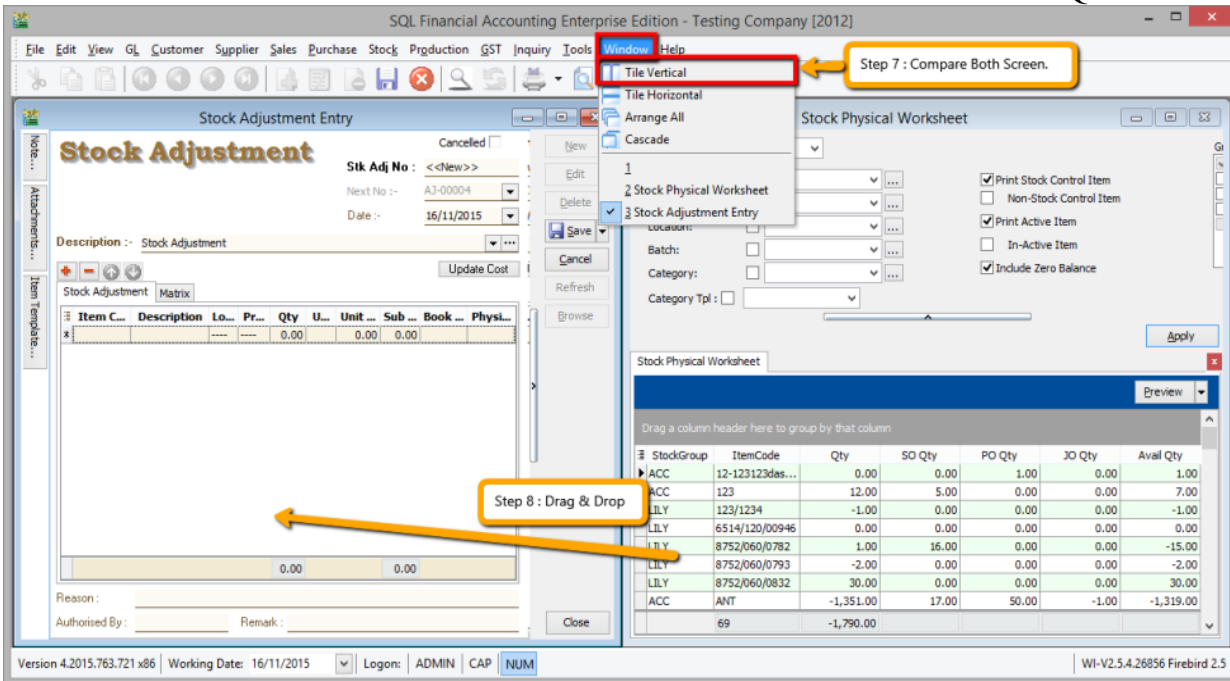 SQL Financial Accounting Enterprise Edition - Testing Company [2012]
File Edit View GL Customer Supplier Sales Purchase Stock Production GST Inquiry Tools Window Help
Step 7 : Compare Both Screen.
Tile Vertical
Tile Horizontal
Arrange All
Cascade
1
2 Stock Physical Worksheet
3 Stock Adjustment Entry
Stock Adjustment Entry
Note...
Attachments...
Item Template...
Stock Adjustment
Cancelled
Stk Adj No : <<New>>
Next No :- AJ-00004
Date :- 16/11/2015
Description :- Stock Adjustment
Update Cost
Stock Adjustment Matrix
Item C... Description Lo... Pr... Qty U... Unit ... Sub ... Book ... Physi...
---- ---- 0.00 0.00 0.00
0.00 0.00
Reason :
Authorised By : Remark :
New
Edit
Delete
Save
Cancel
Refresh
Browse
Close
Step 8 : Drag & Drop
Stock Physical Worksheet
Location:
Batch:
Category:
Category Tpl :
Print Stock Control Item
Non-Stock Control Item
Print Active Item
In-Active Item
Include Zero Balance
Apply
Stock Physical Worksheet
Preview
Drag a column header here to group by that column
StockGroup ItemCode Qty SO Qty PO Qty JO Qty Avail Qty
ACC 12-123123das... 0.00 0.00 1.00 0.00 1.00
ACC 123 12.00 5.00 0.00 0.00 7.00
LILY 123/1234 -1.00 0.00 0.00 0.00 -1.00
LILY 6514/120/00946 0.00 0.00 0.00 0.00 0.00
LILY 8752/060/0782 1.00 16.00 0.00 0.00 -15.00
LILY 8752/060/0793 -2.00 0.00 0.00 0.00 -2.00
LILY 8752/060/0832 30.00 0.00 0.00 0.00 30.00
ACC ANT -1,351.00 17.00 50.00 -1.00 -1,319.00
69 -1,790.00
Version 4.2015.763.721 x86 Working Date: 16/11/2015 Logon: ADMIN CAP NUM WI-V2.5.4.26856 Firebird 2.5